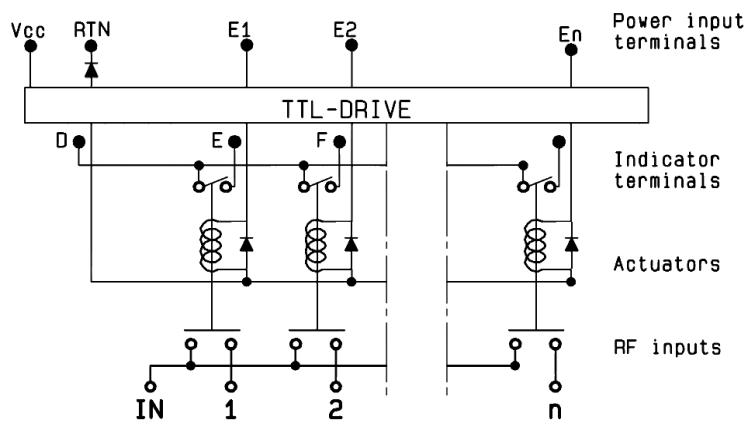 Vcc RTN E1 E2 En Power input
terminals
TTL-DRIVE
D E F Indicator
terminals
Actuators
RF inputs
IN 1 2 n